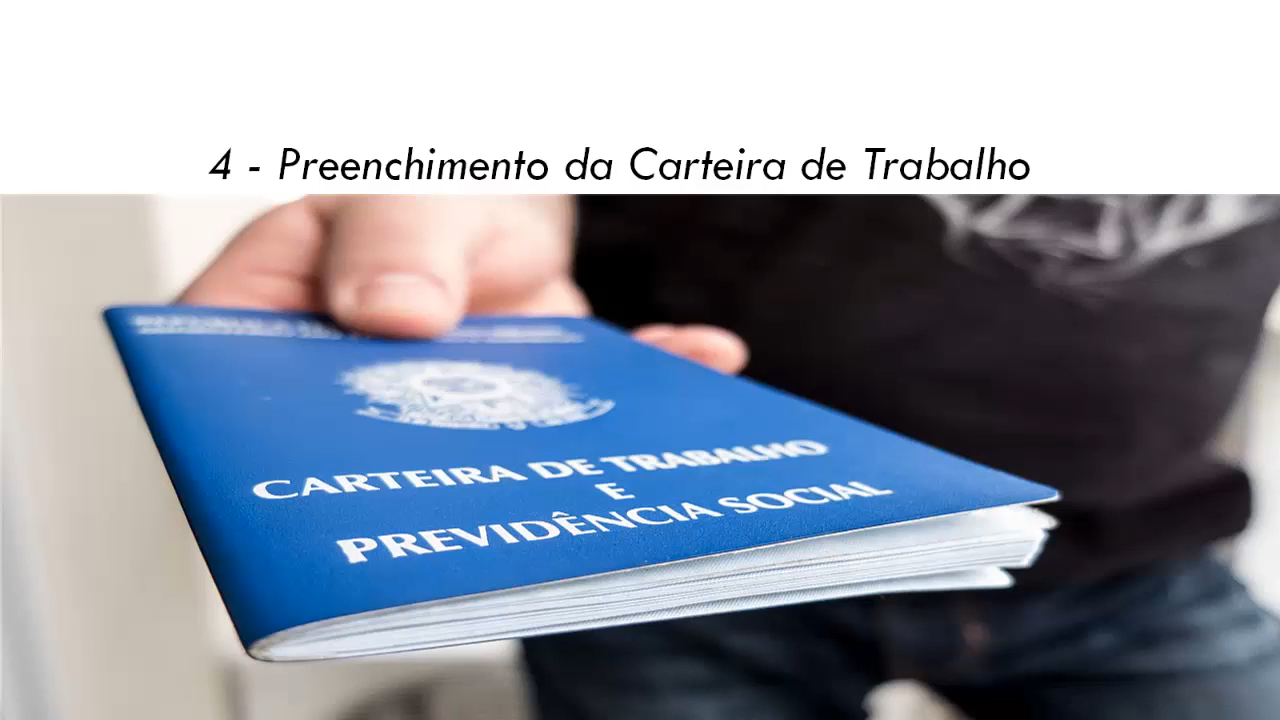 4 - Preenchimento da Carteira de Trabalho
CARTEIRA DE TRABALHO
E
PREVIDÊNCIA SOCIAL